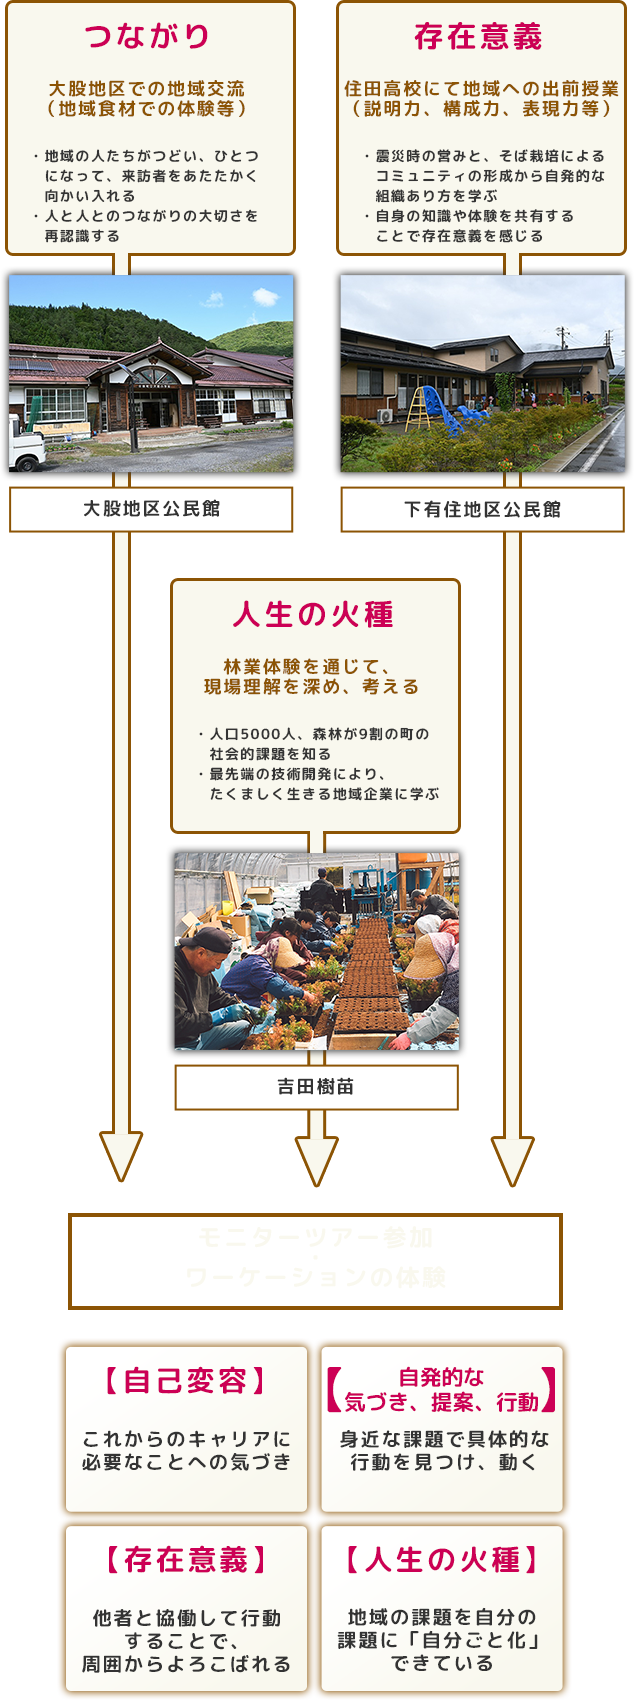 つながり
大股地区での地域交流
（地域食材での体験等）
・地域の人たちがつどい、ひとつ
になって、来訪者をあたたかく
向かい入れる
・人と人とのつながりの大切さを
再認識する
大股地区公民館
存在意義
住田高校にて地域への出前授業
（説明力、構成力、表現力等）
・震災時の営みと、そば栽培による
コミュニティの形成から自発的な
組織あり方を学ぶ
・自身の知識や体験を共有する
ことで存在意義を感じる
下有住地区公民館
人生の火種
林業体験を通じて、
現場理解を深め、考える
・人口5000人、森林が9割の町の
社会的課題を知る
・最先端の技術開発により、
たくましく生きる地域企業に学ぶ
吉田樹苗
モニターツアー参加
・
ワーケーションの体験
【自己変容】
これからのキャリアに
必要なことへの気づき
【自発的な
気づき、提案、行動】
身近な課題で具体的な
行動を見つけ、動く
【存在意義】
他者と協働して行動
することで、
周囲からよろこばれる
【人生の火種】
地域の課題を自分の
課題に「自分ごと化」
できている